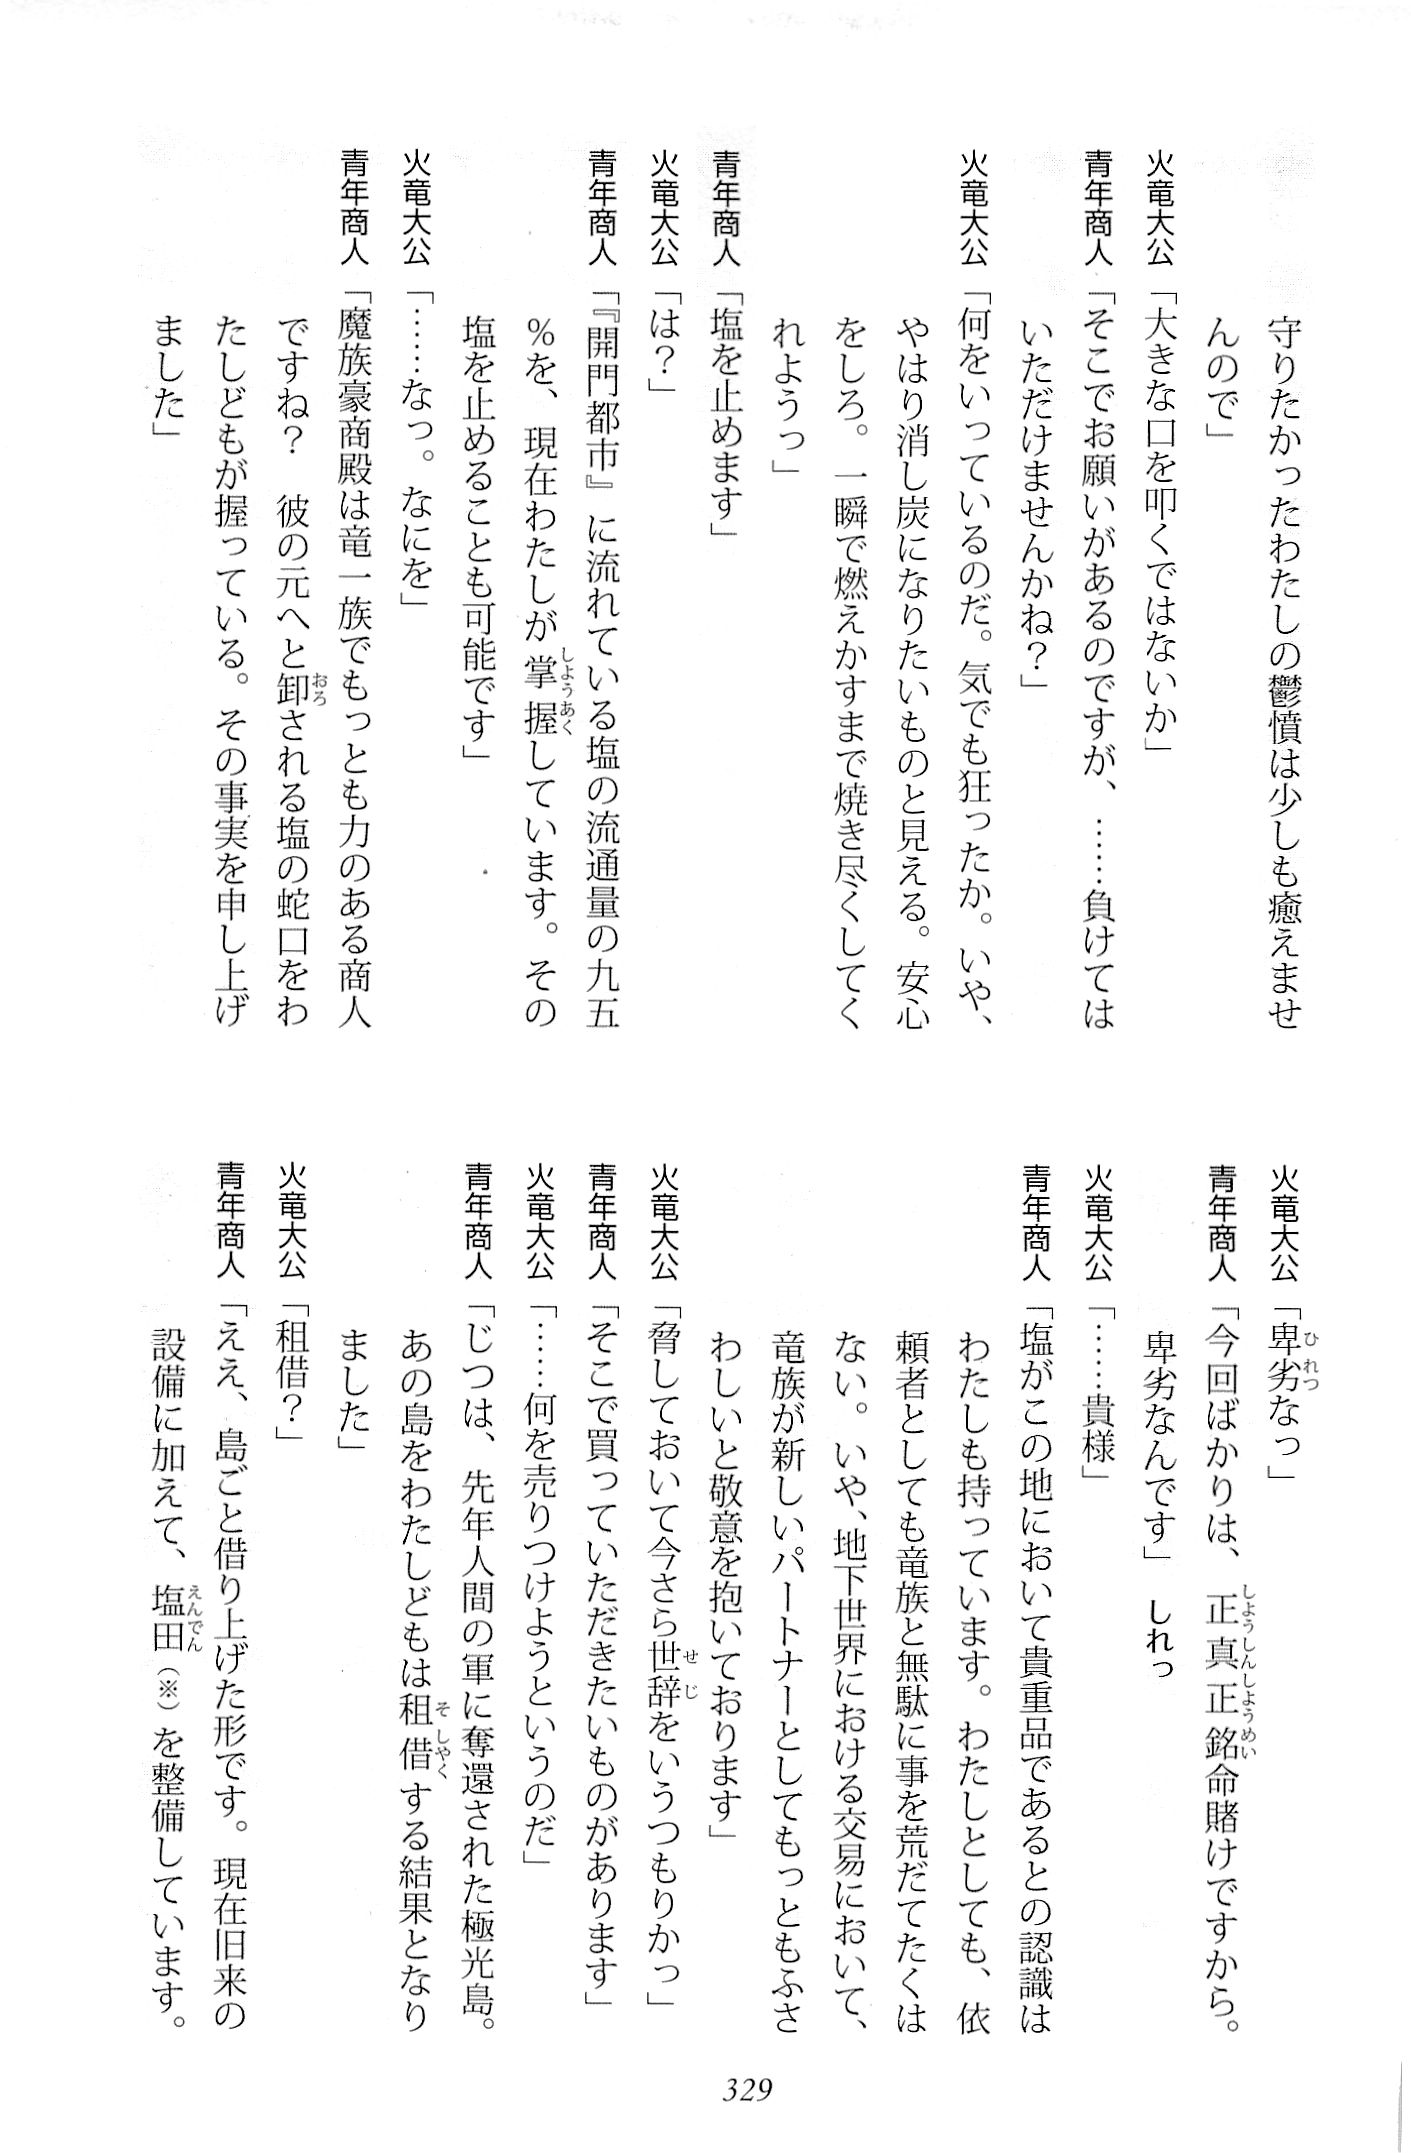 守りたかったわたしの鬱憤は少しも癒えませ
んので」
火竜大公「大きな口を叩くではないか」
青年商人「そこでお願いがあるのですが、……負けては
いただけませんかね？」
火竜大公「何をいっているのだ。気でも狂ったか。いや、
やはり消し炭になりたいものと見える。安心
をしろ。一瞬で燃えかすまで焼き尽くしてく
れようっ」
青年商人「塩を止めます」
火竜大公「は？」
青年商人「『開門都市』に流れている塩の流通量の九五
％を、現在わたしが掌握しています。その
塩を止めることも可能です」
火竜大公「……なっ。なにを」
青年商人「魔族豪商殿は竜一族でもっとも力のある商人
ですね？　彼の元へと卸される塩の蛇口をわ
たしどもが握っている。その事実を申し上げ
ました」
火竜大公「卑劣なっ」
青年商人「今回ばかりは、正真正銘命賭けですから。
卑劣なんです」しれっ
火竜大公「……貴様」
青年商人「塩がこの地において貴重品であるとの認識は
わたしも持っています。わたしとしても、依
頼者としても竜族と無駄に事を荒だてたくは
ない。いや、地下世界における交易において、
竜族が新しいパートナーとしてもっともふさ
わしいと敬意を抱いております」
火竜大公「脅しておいて今さら世辞をいうつもりかっ」
青年商人「そこで買っていただきたいものがあります」
火竜大公「……何を売りつけようというのだ」
青年商人「じつは、先年人間の軍に奪還された極光島。
あの島をわたしどもは租借する結果となり
ました」
火竜大公「租借？」
青年商人「ええ、島ごと借り上げた形です。現在旧来の
設備に加えて、塩田（※）を整備しています。
329